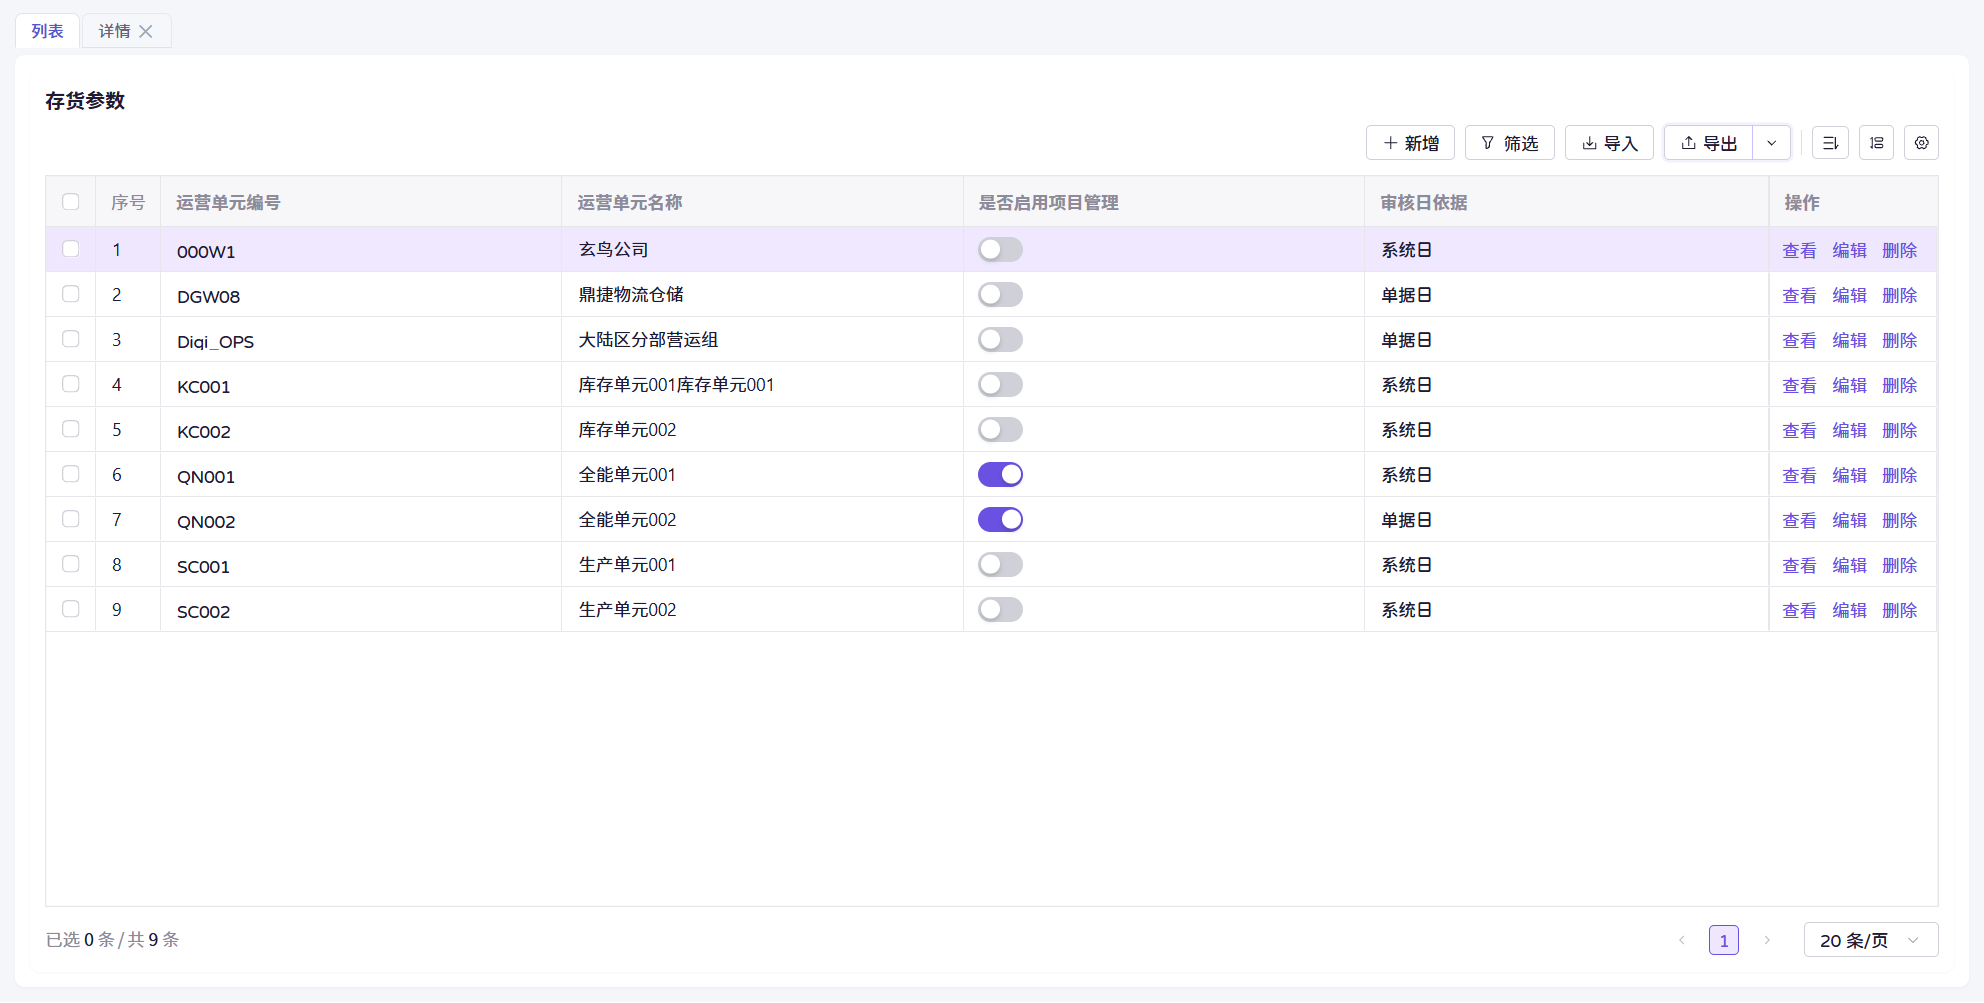 列表 详情
存货参数
新增 筛选 导入 导出
序号 运营单元编号 运营单元名称 是否启用项目管理 审核日依据 操作
1 000W1 玄鸟公司 系统日 查看 编辑 删除
2 DGW08 鼎捷物流仓储 单据日 查看 编辑 删除
3 Digi_OPS 大陆区分部营运组 单据日 查看 编辑 删除
4 KC001 库存单元001库存单元001 系统日 查看 编辑 删除
5 KC002 库存单元002 系统日 查看 编辑 删除
6 QN001 全能单元001 系统日 查看 编辑 删除
7 QN002 全能单元002 单据日 查看 编辑 删除
8 SC001 生产单元001 系统日 查看 编辑 删除
9 SC002 生产单元002 系统日 查看 编辑 删除
已选 0 条 / 共 9 条 1 20 条/页